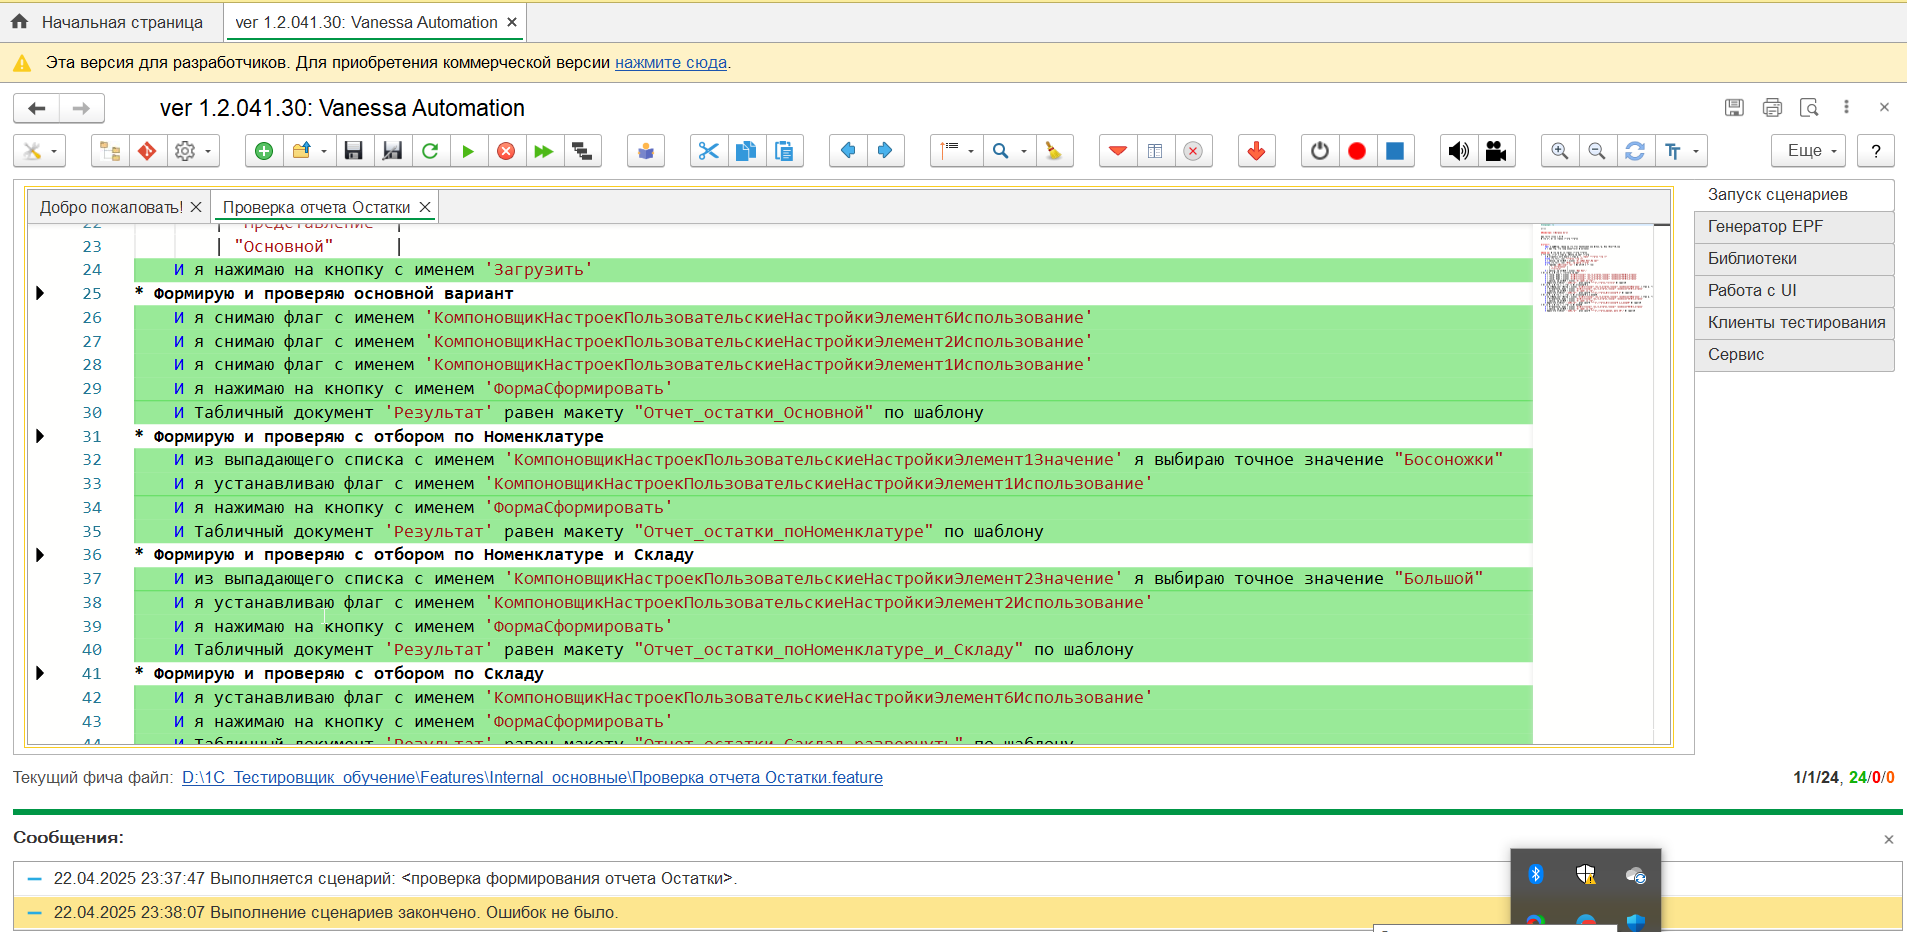 Начальная страница
ver 1.2.041.30: Vanessa Automation
Эта версия для разработчиков. Для приобретения коммерческой версии нажмите сюда.
ver 1.2.041.30: Vanessa Automation
Еще
?
Добро пожаловать!
Проверка отчета Остатки
22 | "Представление" |
23 | "Основной" |
24 И я нажимаю на кнопку с именем 'Загрузить'
25 * Формирую и проверяю основной вариант
26 И я снимаю флаг с именем 'КомпоновщикНастроекПользовательскиеНастройкиЭлемент6Использование'
27 И я снимаю флаг с именем 'КомпоновщикНастроекПользовательскиеНастройкиЭлемент2Использование'
28 И я снимаю флаг с именем 'КомпоновщикНастроекПользовательскиеНастройкиЭлемент1Использование'
29 И я нажимаю на кнопку с именем 'ФормаСформировать'
30 И Табличный документ 'Результат' равен макету "Отчет_остатки_Основной" по шаблону
31 * Формирую и проверяю с отбором по Номенклатуре
32 И из выпадающего списка с именем 'КомпоновщикНастроекПользовательскиеНастройкиЭлемент1Значение' я выбираю точное значение "Босоножки"
33 И я устанавливаю флаг с именем 'КомпоновщикНастроекПользовательскиеНастройкиЭлемент1Использование'
34 И я нажимаю на кнопку с именем 'ФормаСформировать'
35 И Табличный документ 'Результат' равен макету "Отчет_остатки_поНоменклатуре" по шаблону
36 * Формирую и проверяю с отбором по Номенклатуре и Складу
37 И из выпадающего списка с именем 'КомпоновщикНастроекПользовательскиеНастройкиЭлемент2Значение' я выбираю точное значение "Большой"
38 И я устанавливаю флаг с именем 'КомпоновщикНастроекПользовательскиеНастройкиЭлемент2Использование'
39 И я нажимаю на кнопку с именем 'ФормаСформировать'
40 И Табличный документ 'Результат' равен макету "Отчет_остатки_поНоменклатуре_и_Складу" по шаблону
41 * Формирую и проверяю с отбором по Складу
42 И я устанавливаю флаг с именем 'КомпоновщикНастроекПользовательскиеНастройкиЭлемент6Использование'
43 И я нажимаю на кнопку с именем 'ФормаСформировать'
44 И Табличный документ 'Результат' равен макету "Отчет_остатки_Саклад_развернуть" по шаблону
Запуск сценариев
Генератор EPF
Библиотеки
Работа с UI
Клиенты тестирования
Сервис
Текущий фича файл: D:\1С_Тестировщик_обучение\Features\Internal_основные\Проверка отчета Остатки.feature
1/1/24, 24/0/0
Сообщения:
22.04.2025 23:37:47 Выполняется сценарий: <проверка формирования отчета Остатки>.
22.04.2025 23:38:07 Выполнение сценариев закончено. Ошибок не было.